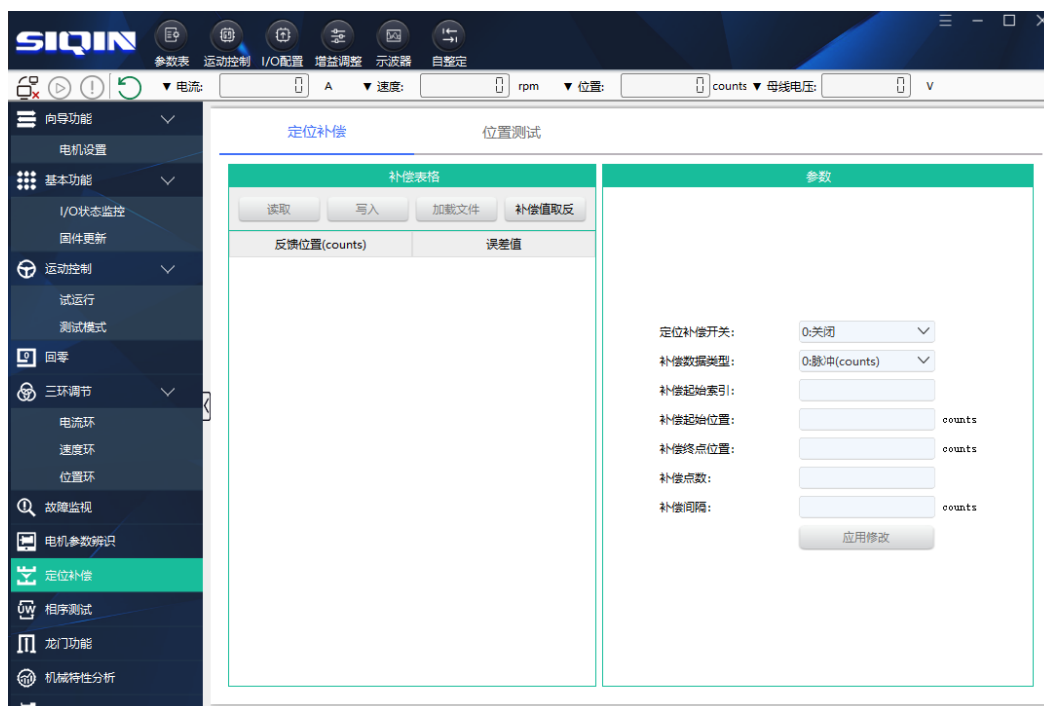 SIQIN
参数表 运动控制 I/O配置 增益调整 示波器 自整定
▼ 电流: 0 A ▼ 速度: 0 rpm ▼ 位置: 0 counts ▼ 母线电压: 0 V
向导功能
电机设置
基本功能
I/O状态监控
固件更新
运动控制
试运行
测试模式
回零
三环调节
电流环
速度环
位置环
故障监视
电机参数辨识
定位补偿
相序测试
龙门功能
机械特性分析
定位补偿 位置测试
补偿表格
读取 写入 加载文件 补偿值取反
反馈位置(counts) 误差值
参数
定位补偿开关: 0:关闭
补偿数据类型: 0:脉冲(counts)
补偿起始索引:
补偿起始位置: counts
补偿终点位置: counts
补偿点数:
补偿间隔: counts
应用修改